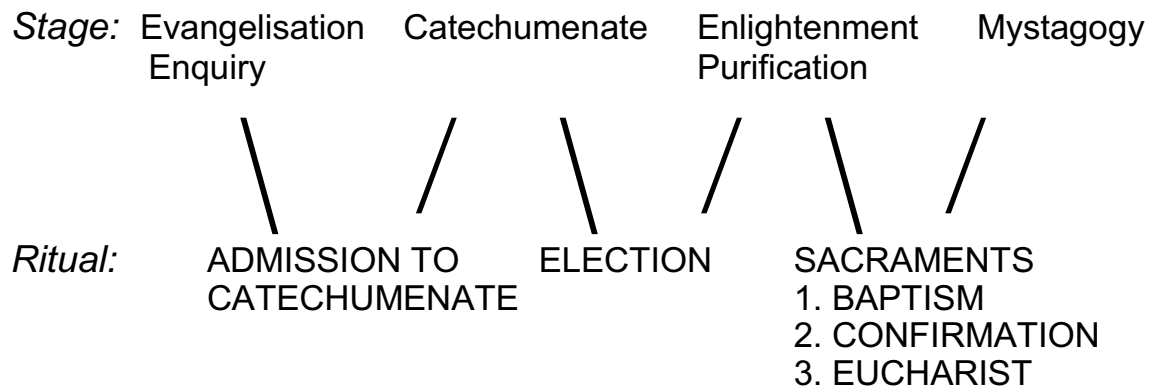 Stage: Evangelisation Catechumenate Enlightenment Mystagogy
Enquiry Purification
Ritual: ADMISSION TO ELECTION SACRAMENTS
CATECHUMENATE 1. BAPTISM
2. CONFIRMATION
3. EUCHARIST